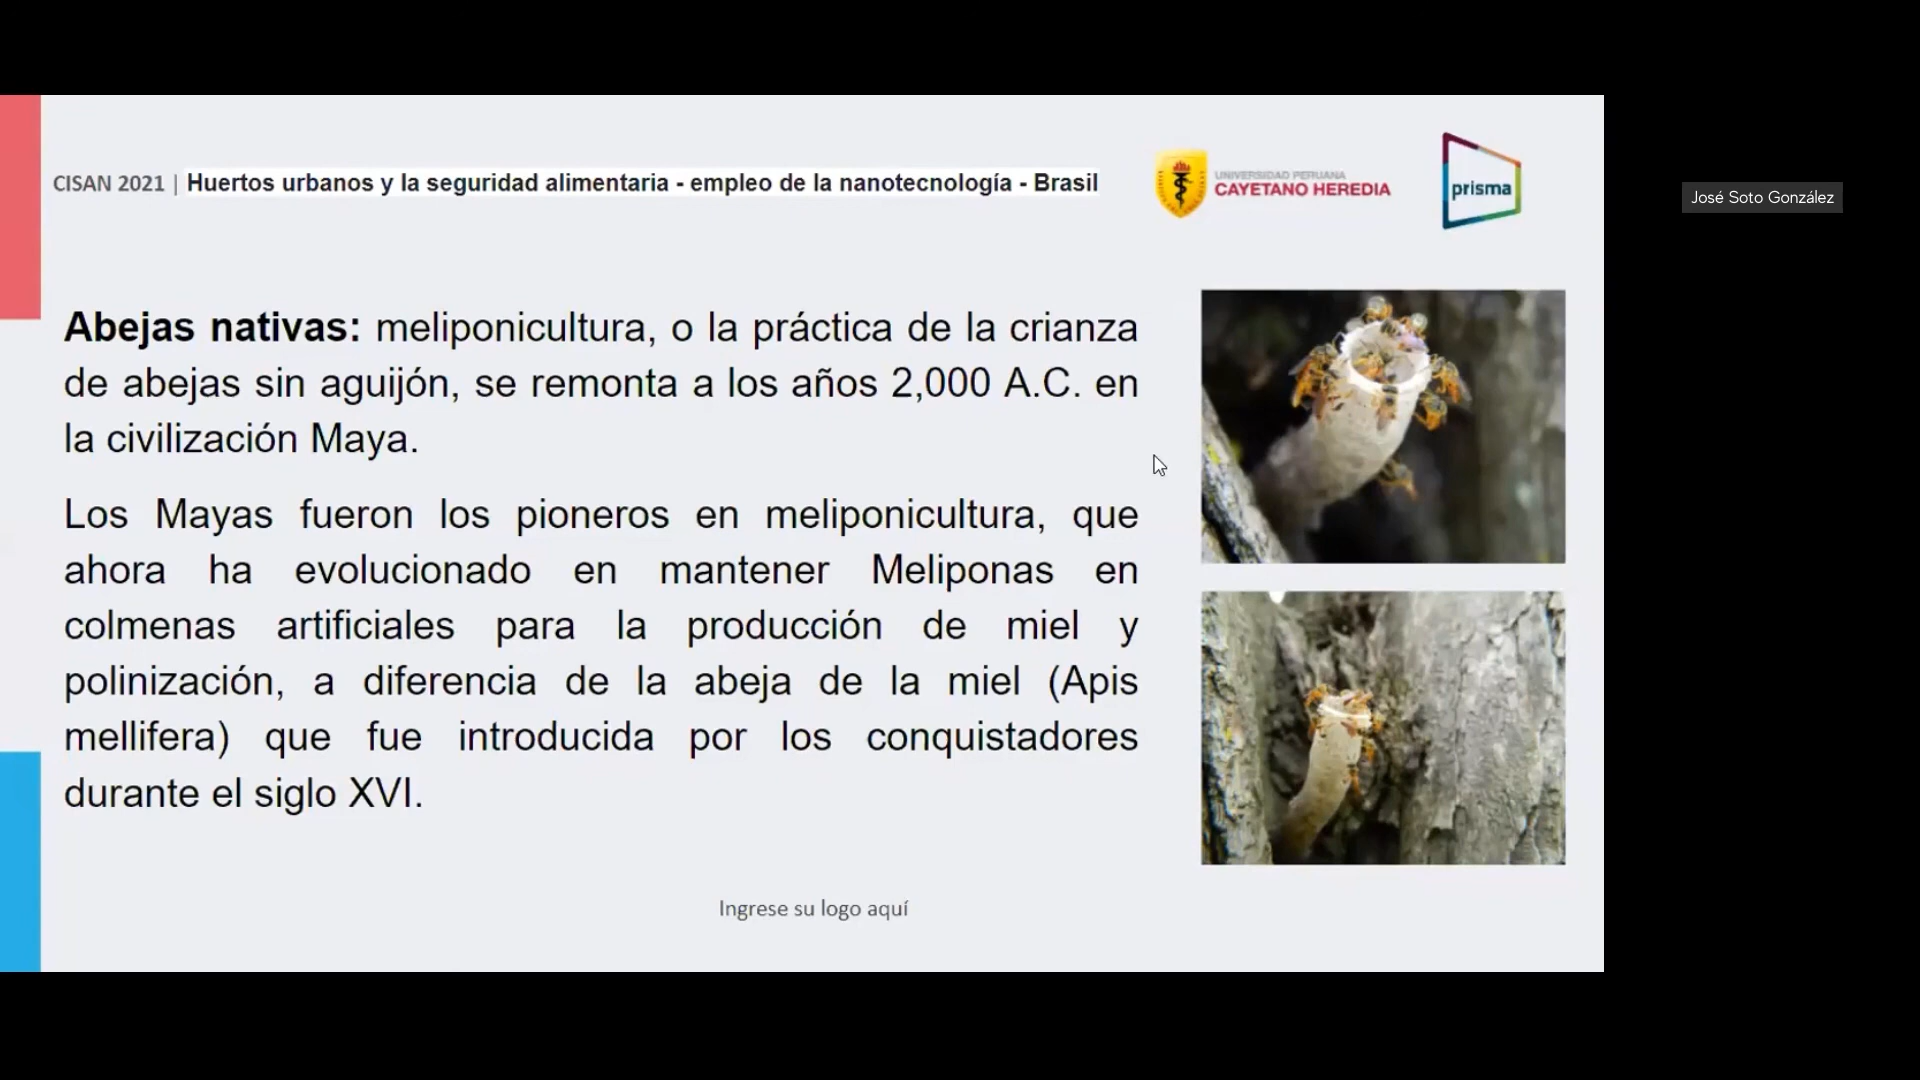 CISAN 2021 | Huertos urbanos y la seguridad alimentaria - empleo de la nanotecnología - Brasil
UNIVERSIDAD PERUANA
CAYETANO HEREDIA
prisma
José Soto González
Abejas nativas: meliponicultura, o la práctica de la crianza
de abejas sin aguijón, se remonta a los años 2,000 A.C. en
la civilización Maya.
Los Mayas fueron los pioneros en meliponicultura, que
ahora ha evolucionado en mantener Meliponas en
colmenas artificiales para la producción de miel y
polinización, a diferencia de la abeja de la miel (Apis
mellifera) que fue introducida por los conquistadores
durante el siglo XVI.
Ingrese su logo aquí